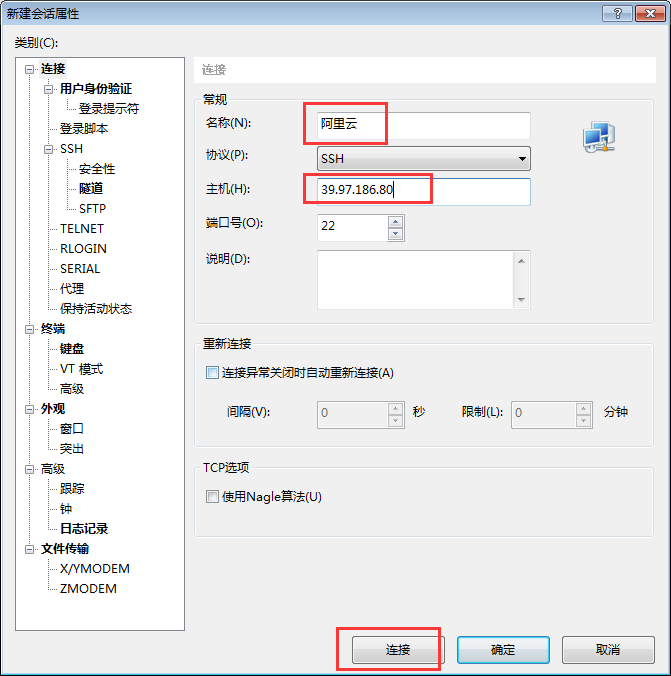 新建会话属性
类别(C):
连接
用户身份验证
登录提示符
登录脚本
SSH
安全性
隧道
SFTP
TELNET
RLOGIN
SERIAL
代理
保持活动状态
终端
键盘
VT 模式
高级
外观
窗口
突出
高级
跟踪
钟
日志记录
文件传输
X/YMODEM
ZMODEM
连接
常规
名称(N): 阿里云
协议(P): SSH
主机(H): 39.97.186.80
端口号(O): 22
说明(D):
重新连接
连接异常关闭时自动重新连接(A)
间隔(V): 0 秒 限制(L): 0 分钟
TCP选项
使用Nagle算法(U)
连接 确定 取消